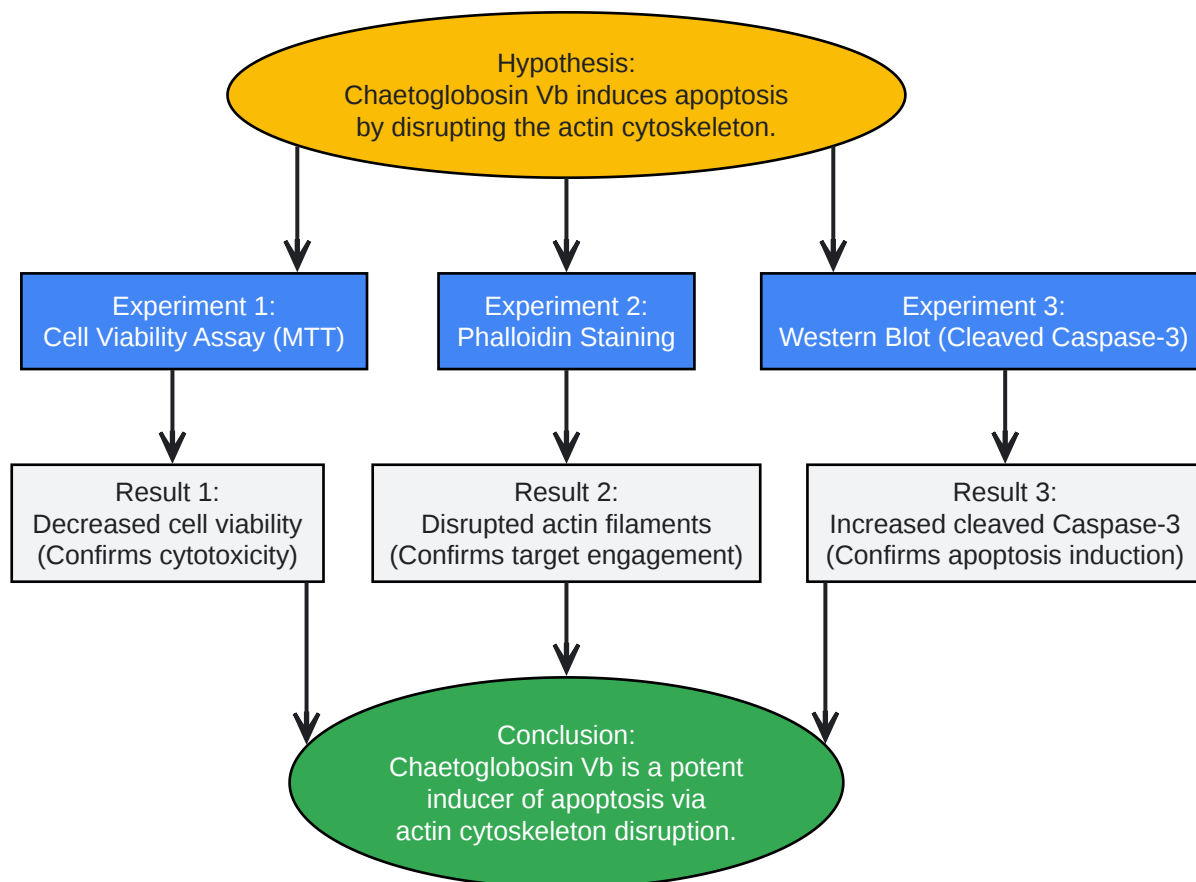 Hypothesis:
Chaetoglobosin Vb induces apoptosis
by disrupting the actin cytoskeleton.
Experiment 1:
Cell Viability Assay (MTT)
Experiment 2:
Phalloidin Staining
Experiment 3:
Western Blot (Cleaved Caspase-3)
Result 1:
Decreased cell viability
(Confirms cytotoxicity)
Result 2:
Disrupted actin filaments
(Confirms target engagement)
Result 3:
Increased cleaved Caspase-3
(Confirms apoptosis induction)
Conclusion:
Chaetoglobosin Vb is a potent
inducer of apoptosis via
actin cytoskeleton disruption.